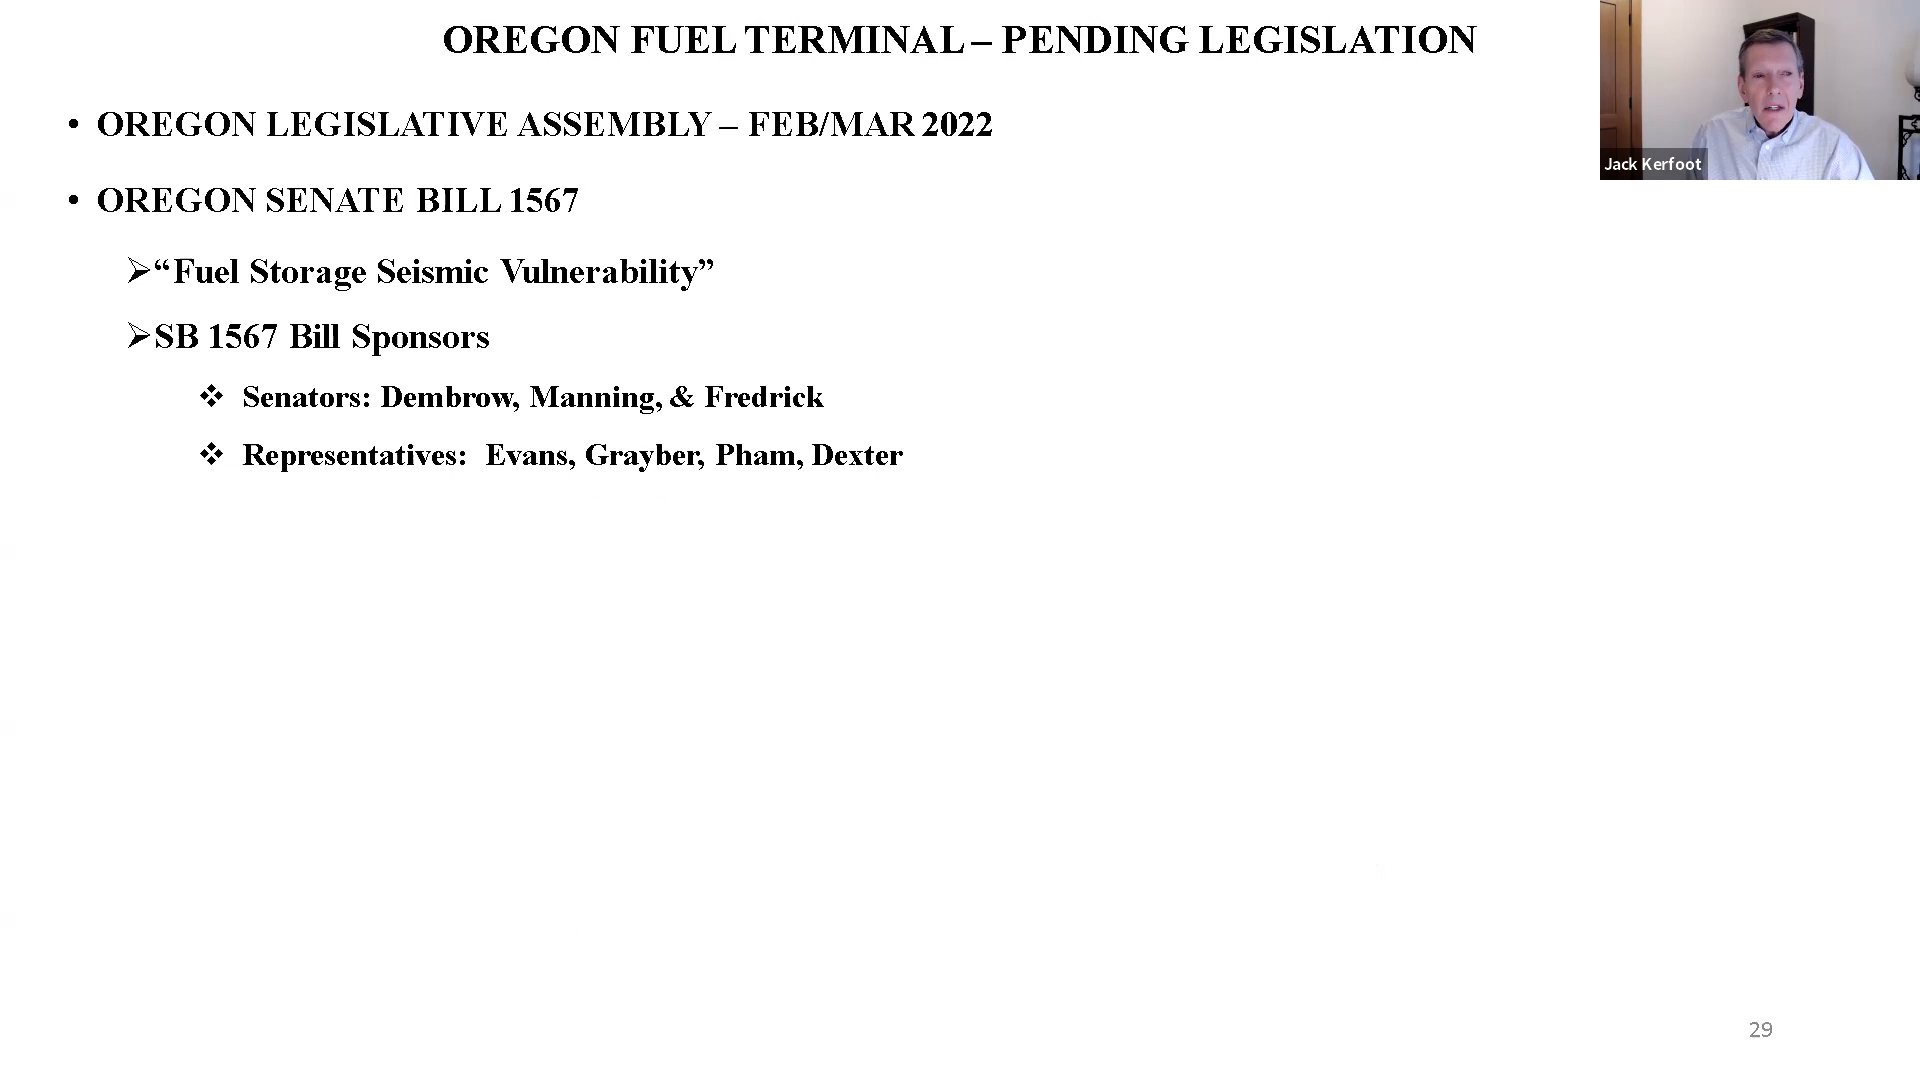 OREGON FUEL TERMINAL – PENDING LEGISLATION
• OREGON LEGISLATIVE ASSEMBLY – FEB/MAR 2022
• OREGON SENATE BILL 1567
➢“Fuel Storage Seismic Vulnerability”
➢SB 1567 Bill Sponsors
❖ Senators: Dembrow, Manning, & Fredrick
❖ Representatives: Evans, Grayber, Pham, Dexter
Jack Kerfoot
29